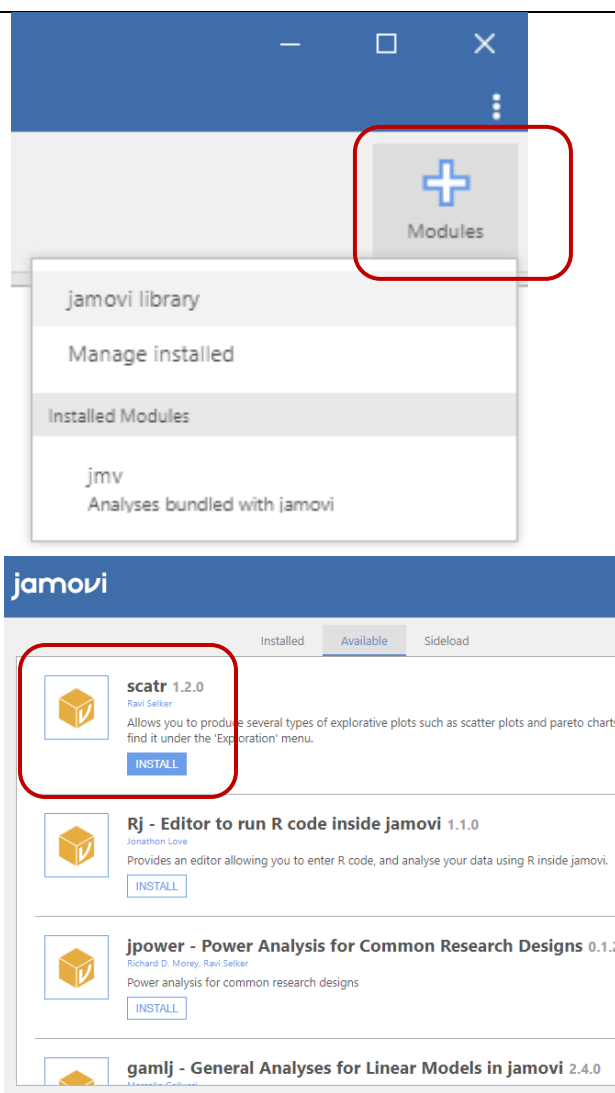 Modules
jamovi library
Manage installed
Installed Modules
jmv
Analyses bundled with jamovi
jamovi
Installed Available Sideload
scatr 1.2.0
Ravi Selker
Allows you to produce several types of explorative plots such as scatter plots and pareto charts
find it under the 'Exploration' menu.
INSTALL
Rj - Editor to run R code inside jamovi 1.1.0
Jonathon Love
Provides an editor allowing you to enter R code, and analyse your data using R inside jamovi.
INSTALL
jpower - Power Analysis for Common Research Designs 0.1.2
Richard D. Morey, Ravi Selker
Power analysis for common research designs
INSTALL
gamlj - General Analyses for Linear Models in jamovi 2.4.0